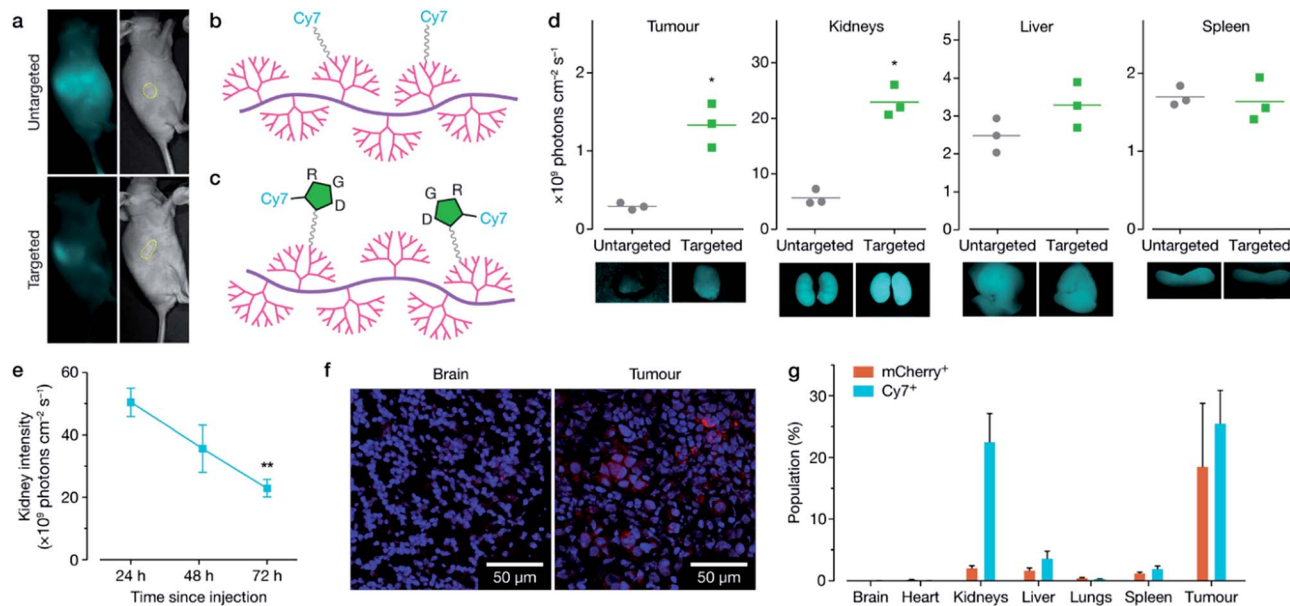 a
Untargeted
Targeted
b
Cy7
Cy7
c
R
G
D
Cy7
G
R
D
Cy7
d
×10⁹ photons cm⁻² s⁻¹
Tumour
2
1
0
*
Untargeted Targeted
Kidneys
30
20
10
0
*
Untargeted Targeted
Liver
5
4
3
2
1
0
Untargeted Targeted
Spleen
2
1
0
Untargeted Targeted
e
Kidney intensity
(×10⁹ photons cm⁻² s⁻¹)
60
40
20
0
**
24 h 48 h 72 h
Time since injection
f
Brain
Tumour
50 µm
50 µm
g
mCherry⁺
Cy7⁺
Population (%)
30
20
10
0
Brain Heart Kidneys Liver Lungs Spleen Tumour